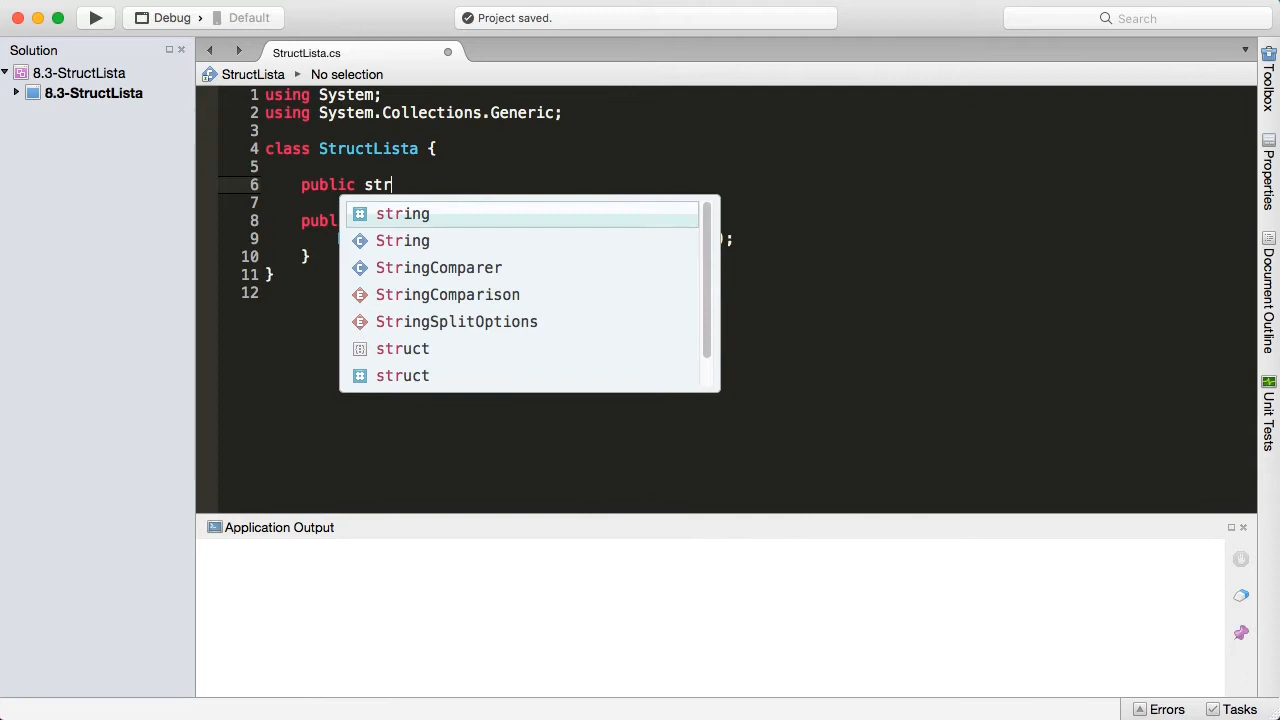 Debug › Default
Project saved.
Search
Solution
8.3-StructLista
8.3-StructLista
StructLista.cs
StructLista ▸ No selection
1 using System;
2 using System.Collections.Generic;
3
4 class StructLista {
5
6 public str
7
8 publ
9 );
10 }
11 }
12
string
String
StringComparer
StringComparison
StringSplitOptions
struct
struct
Toolbox
Properties
Document Outline
Unit Tests
Application Output
Errors
Tasks